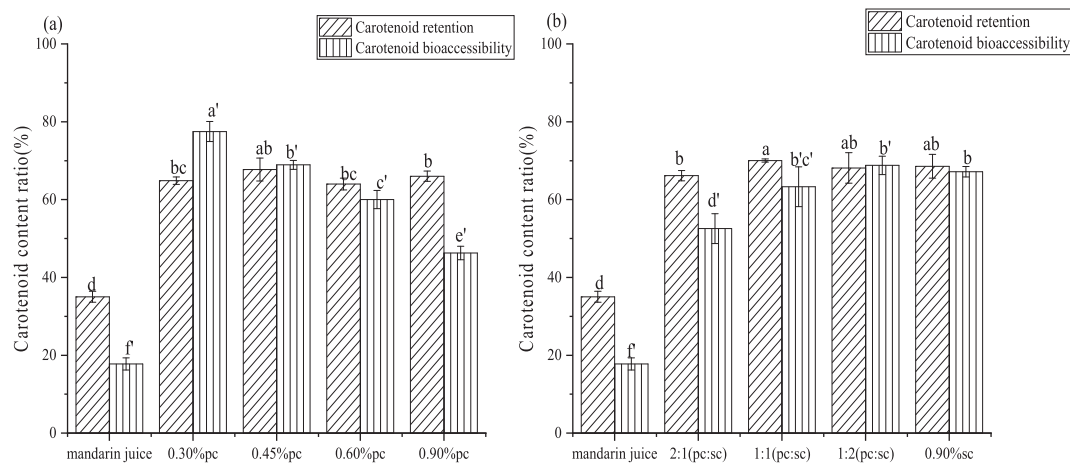 (a)
Carotenoid retention
Carotenoid bioaccessibility
Carotenoid content ratio(%)
100
80
60
40
20
0
d
f'
bc
a'
ab
b'
bc
c'
b
e'
mandarin juice
0.30%pc
0.45%pc
0.60%pc
0.90%pc
(b)
Carotenoid retention
Carotenoid bioaccessibility
Carotenoid content ratio(%)
100
80
60
40
20
0
d
f'
b
d'
a
b'c'
ab
b'
ab
b
mandarin juice
2:1(pc:sc)
1:1(pc:sc)
1:2(pc:sc)
0.90%sc